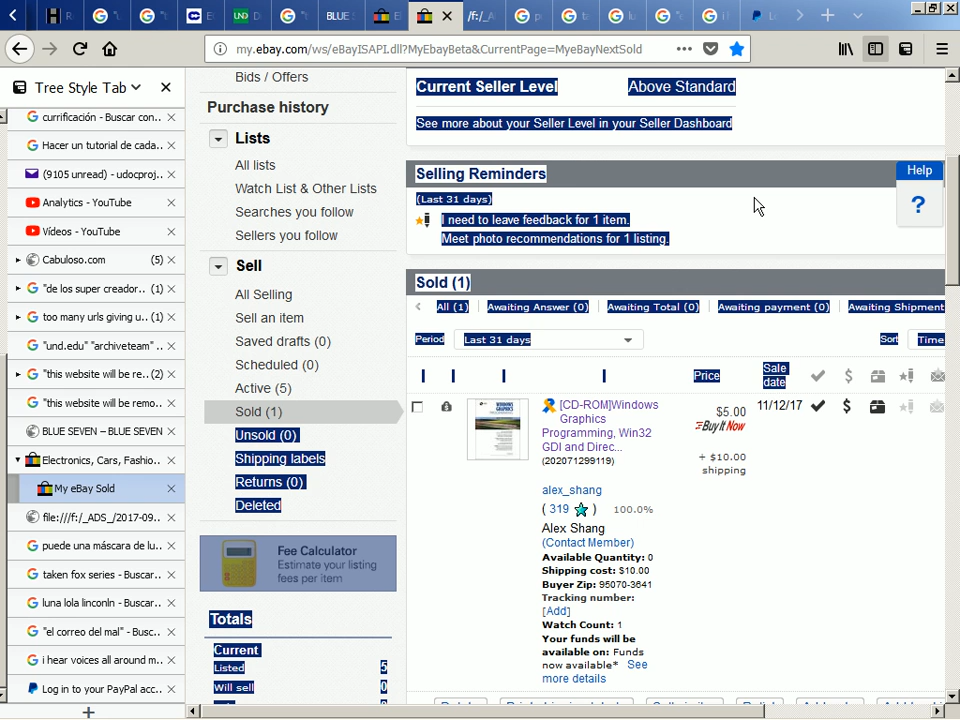 BLUE S
/f:/_A
my.ebay.com/ws/eBayISAPI.dll?MyEbayBeta&CurrentPage=MyeBayNextSold
Tree Style Tab
currificación - Buscar con..
Hacer un tutorial de cada..
(9105 unread) - udocproj..
Analytics - YouTube
Vídeos - YouTube
Cabuloso.com (5)
"de los super creador.. (1)
too many urls giving u.. (1)
"und.edu" "archiveteam" ..
"this website will be re.. (2)
"this website will be remo..
BLUE SEVEN – BLUE SEVEN
Electronics, Cars, Fashio..
My eBay Sold
file:///f:/_ADS_/2017-09..
puede una máscara de lu..
taken fox series - Buscar..
luna lola linconln - Buscar..
"el correo del mal" - Busc..
i hear voices all around m..
Log in to your PayPal acc..
Bids / Offers
Purchase history
Lists
All lists
Watch List & Other Lists
Searches you follow
Sellers you follow
Sell
All Selling
Sell an item
Saved drafts (0)
Scheduled (0)
Active (5)
Sold (1)
Unsold (0)
Shipping labels
Returns (0)
Deleted
Fee Calculator
Estimate your listing
fees per item
Totals
Current
Listed 5
Will sell 0
Current Seller Level Above Standard
See more about your Seller Level in your Seller Dashboard
Selling Reminders
Help
?
(Last 31 days)
I need to leave feedback for 1 item.
Meet photo recommendations for 1 listing.
Sold (1)
All (1) Awaiting Answer (0) Awaiting Total (0) Awaiting payment (0) Awaiting Shipment
Period Last 31 days Sort Time
Price Sale date
[CD-ROM]Windows
Graphics
Programming, Win32
GDI and Direc...
(202071299119)
$5.00
Buy It Now
+ $10.00
shipping
11/12/17
alex_shang
( 319 ) 100.0%
Alex Shang
(Contact Member)
Available Quantity: 0
Shipping cost: $10.00
Buyer Zip: 95070-3641
Tracking number:
[Add]
Watch Count: 1
Your funds will be
available on: Funds
now available* See
more details